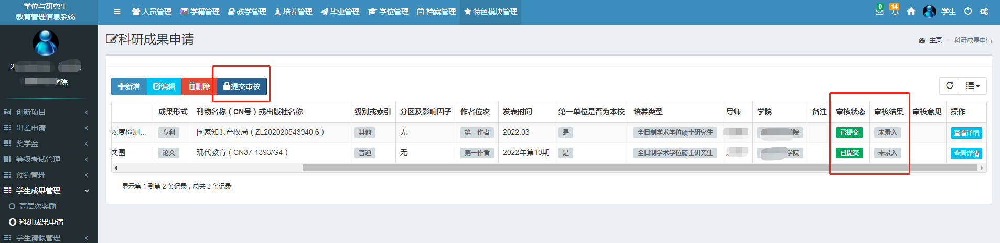 学位与研究生
教育管理信息系统
人员管理 学籍管理 教学管理 培养管理 毕业管理 学位管理 档案管理 特色模块管理
0 14 学生
2
学院
科研成果申请
主页 > 科研成果申请
新增 编辑 删除 提交审核
成果形式 刊物名称（CN号）或出版社名称 级别或索引 分区及影响因子 作者位次 发表时间 第一单位是否为本校 培养类型 导师 学院 备注 审核状态 审核结果 审核意见 操作
浓度检测... 专利 国家知识产权局（ZL202020543940.6） 其他 无 第一作者 2022.03 是 全日制学术学位硕士研究生 院 已提交 未录入 查看详情
突围 论文 现代教育（CN37-1393/G4） 普通 无 第一作者 2022年第10期 是 全日制学术学位硕士研究生 学院 已提交 未录入 查看详情
显示第 1 到第 2 条记录，总共 2 条记录
创新项目
出差申请
奖学金
等级考试管理
预约管理
学生成果管理
高层次奖励
科研成果申请
学生请假管理